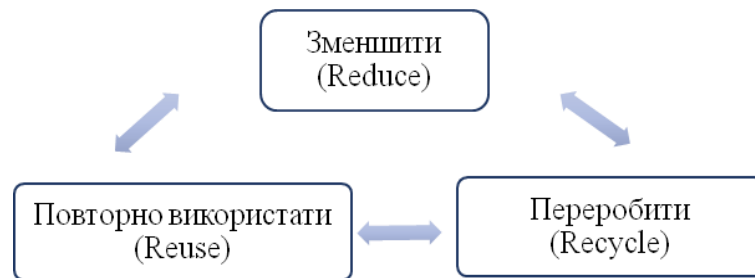 Зменшити
(Reduce)
Повторно використати
(Reuse)
Переробити
(Recycle)